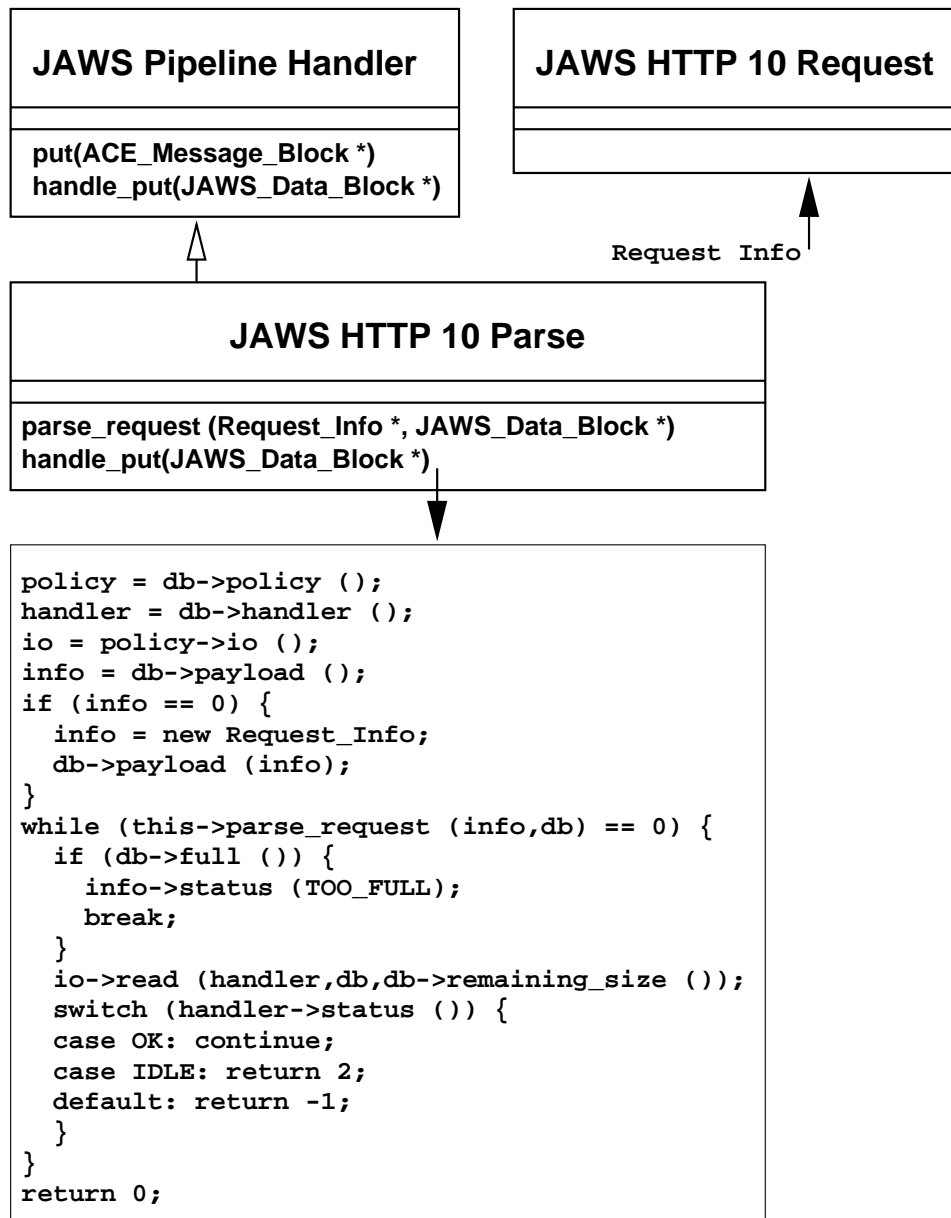 JAWS Pipeline Handler
put(ACE_Message_Block *)
handle_put(JAWS_Data_Block *)
JAWS HTTP 10 Request
Request Info
JAWS HTTP 10 Parse
parse_request (Request_Info *, JAWS_Data_Block *)
handle_put(JAWS_Data_Block *)
policy = db->policy ();
handler = db->handler ();
io = policy->io ();
info = db->payload ();
if (info == 0) {
  info = new Request_Info;
  db->payload (info);
}
while (this->parse_request (info,db) == 0) {
  if (db->full ()) {
    info->status (TOO_FULL);
    break;
  }
  io->read (handler,db,db->remaining_size ());
  switch (handler->status ()) {
  case OK: continue;
  case IDLE: return 2;
  default: return -1;
  }
}
return 0;